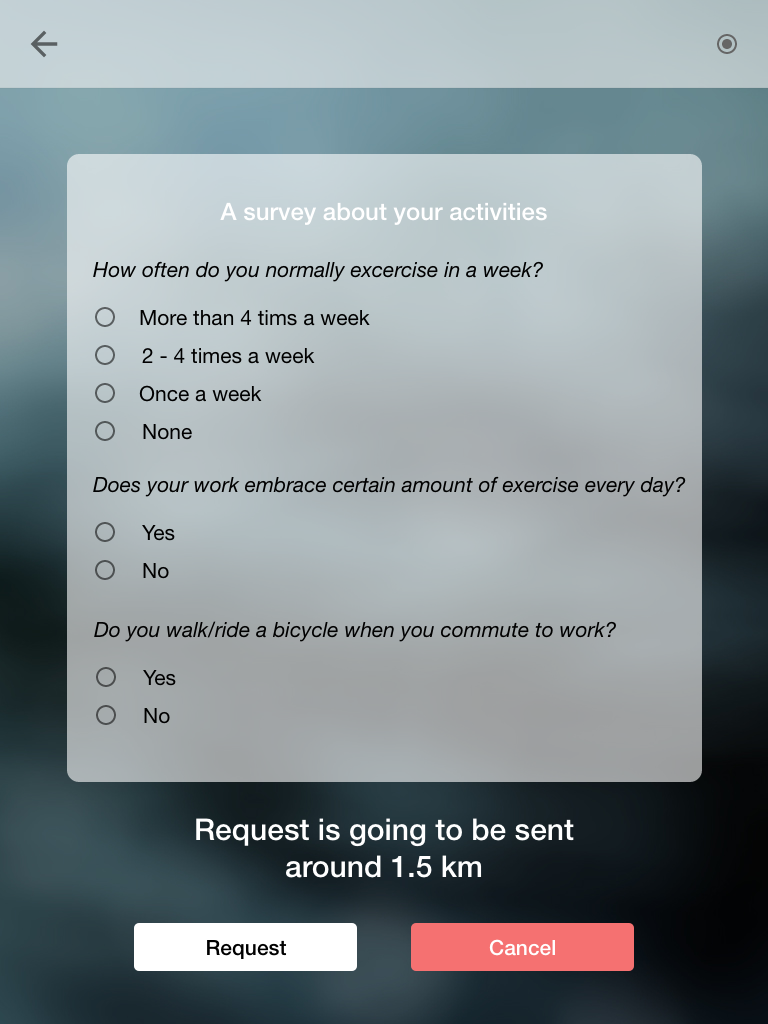 A survey about your activities
How often do you normally excercise in a week?
More than 4 tims a week
2 - 4 times a week
Once a week
None
Does your work embrace certain amount of exercise every day?
Yes
No
Do you walk/ride a bicycle when you commute to work?
Yes
No
Request is going to be sent
around 1.5 km
Request
Cancel